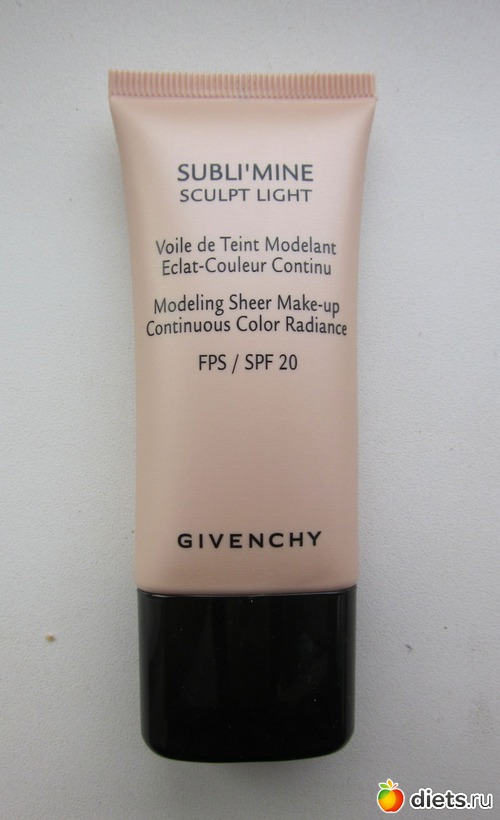 SUBLI'MINE
SCULPT LIGHT
Voile de Teint Modelant
Eclat-Couleur Continu
Modeling Sheer Make-up
Continuous Color Radiance
FPS / SPF 20
GIVENCHY
diets.ru